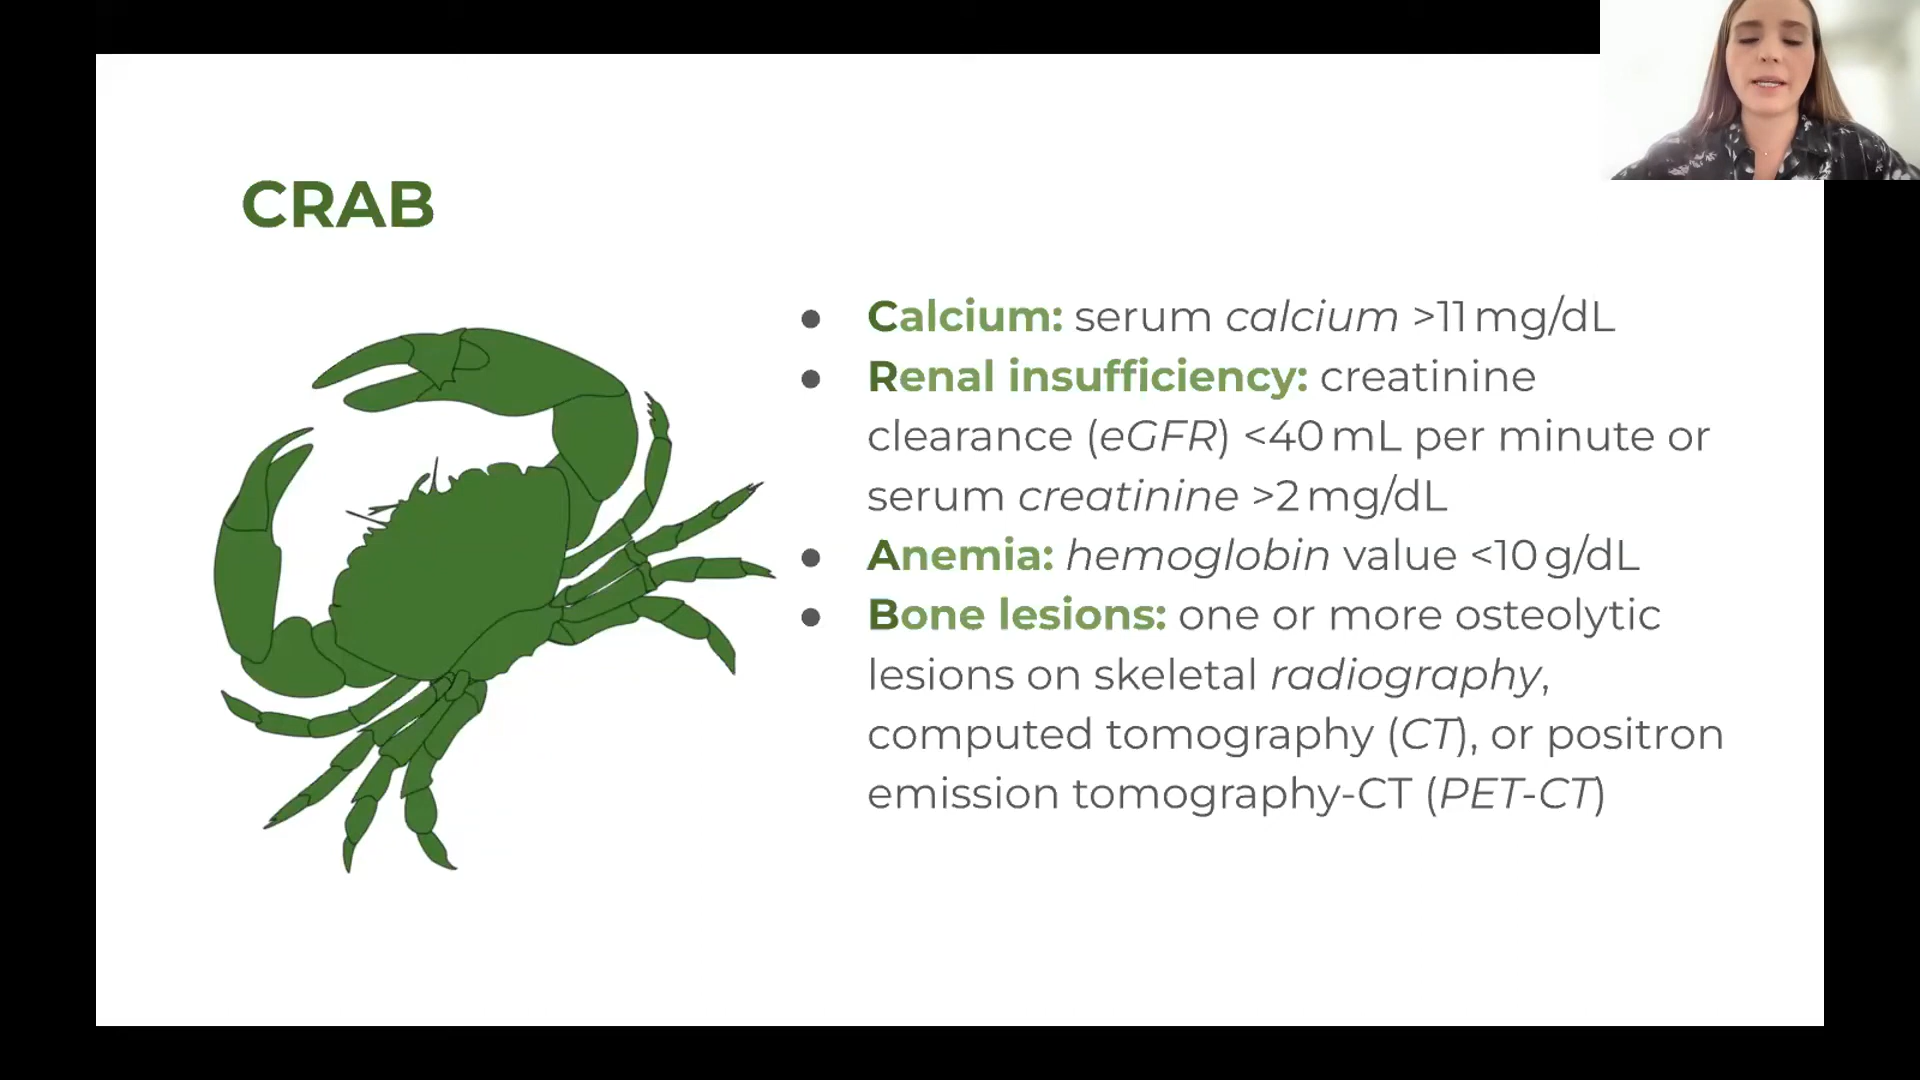 CRAB
● Calcium: serum calcium >11 mg/dL
● Renal insufficiency: creatinine
clearance (eGFR) <40 mL per minute or
serum creatinine >2 mg/dL
● Anemia: hemoglobin value <10 g/dL
● Bone lesions: one or more osteolytic
lesions on skeletal radiography,
computed tomography (CT), or positron
emission tomography-CT (PET-CT)